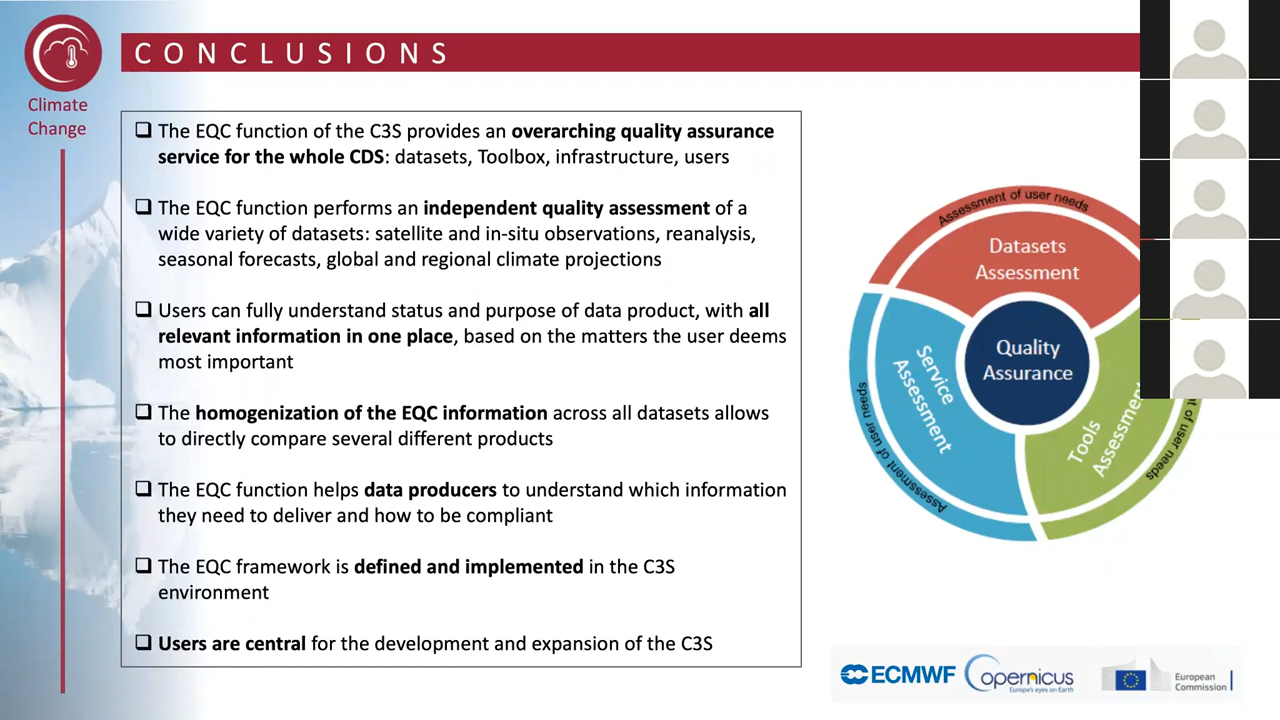 CONCLUSIONS
Climate
Change
The EQC function of the C3S provides an overarching quality assurance
service for the whole CDS: datasets, Toolbox, infrastructure, users
The EQC function performs an independent quality assessment of a
wide variety of datasets: satellite and in-situ observations, reanalysis,
seasonal forecasts, global and regional climate projections
Users can fully understand status and purpose of data product, with all
relevant information in one place, based on the matters the user deems
most important
The homogenization of the EQC information across all datasets allows
to directly compare several different products
The EQC function helps data producers to understand which information
they need to deliver and how to be compliant
The EQC framework is defined and implemented in the C3S
environment
Users are central for the development and expansion of the C3S
Assessment of user needs
Datasets
Assessment
Quality
Assurance
Service
Assessment
Assessment of user needs
Tools
Assessment
of user needs
ECMWF
opernicus
Europe's eyes on Earth
European
Commission